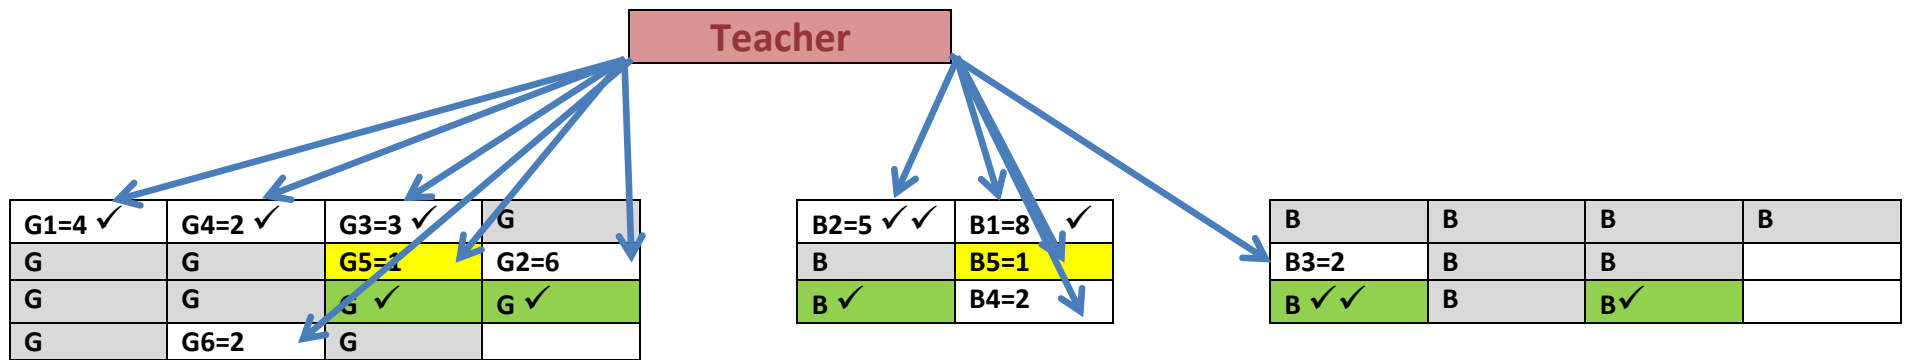 Teacher
G1=4 ✓ G4=2 ✓ G3=3 ✓ G
G G G5=1 G2=6
G G G ✓ G ✓
G G6=2 G
B2=5 ✓✓ B1=8 ✓
B B5=1
B ✓ B4=2
B B B B
B3=2 B B
B ✓✓ B B✓